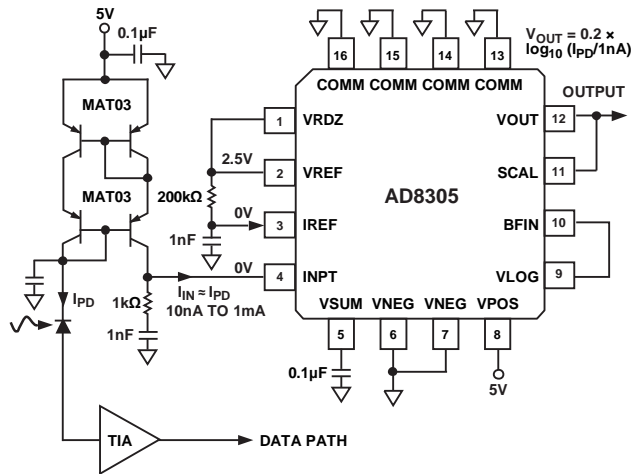 5V
0.1µF
MAT03
MAT03
I_PD
1kΩ
1nF
I_IN ≈ I_PD
10nA TO 1mA
TIA
DATA PATH
2.5V
200kΩ
0V
1nF
0V
16 15 14 13
COMM COMM COMM COMM
1 VRDZ
2 VREF
3 IREF
4 INPT
AD8305
VOUT 12
SCAL 11
BFIN 10
VLOG 9
VSUM VNEG VNEG VPOS
5 6 7 8
0.1µF
5V
V_OUT = 0.2 ×
log_10 (I_PD/1nA)
OUTPUT